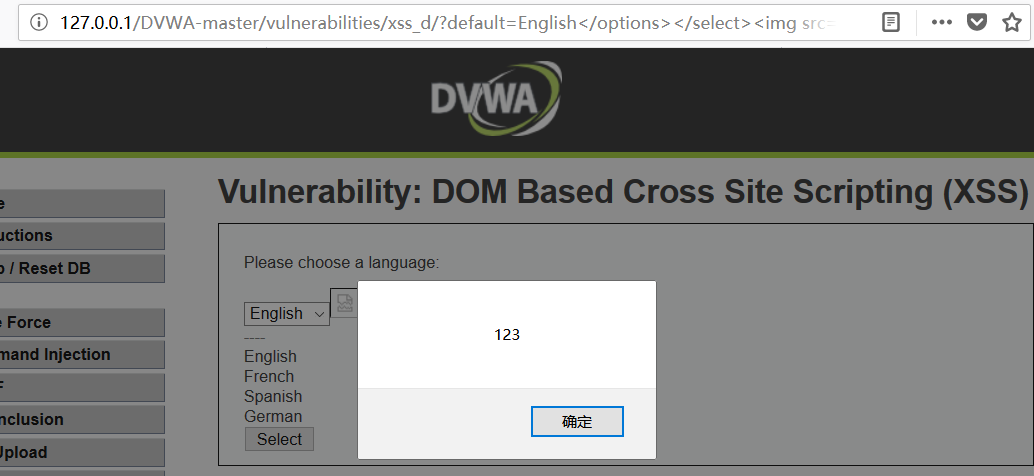 127.0.0.1/DVWA-master/vulnerabilities/xss_d/?default=English</options></select><img src=
DVWA
Vulnerability: DOM Based Cross Site Scripting (XSS)
e
uctions
o / Reset DB
e Force
mand Injection
F
nclusion
Upload
Please choose a language:
English
----
English
French
Spanish
German
Select
123
确定